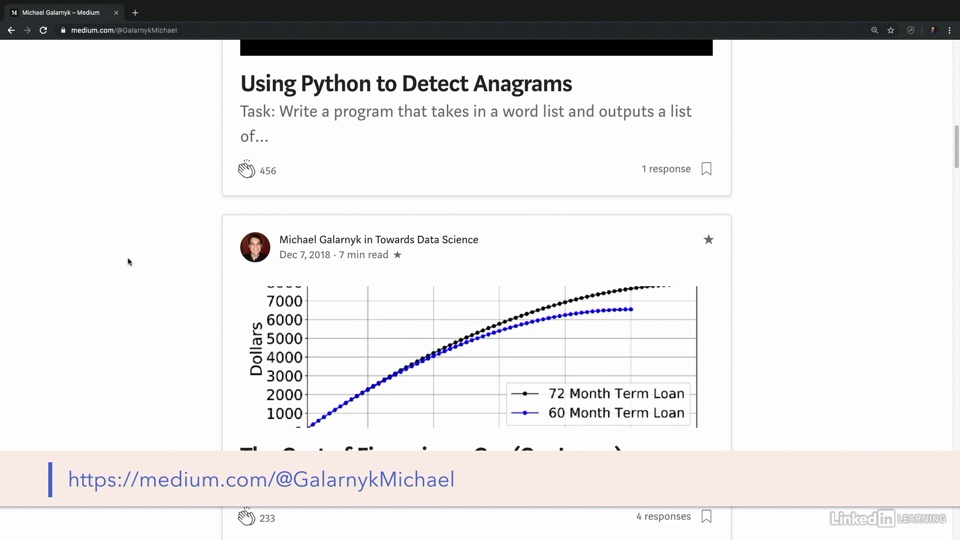 Michael Galarnyk – Medium
medium.com/@GalarnykMichael
Using Python to Detect Anagrams
Task: Write a program that takes in a word list and outputs a list
of...
456
1 response
Michael Galarnyk in Towards Data Science
Dec 7, 2018 · 7 min read ★
7000
6000
5000
4000
3000
2000
1000
Dollars
72 Month Term Loan
60 Month Term Loan
https://medium.com/@GalarnykMichael
233
4 responses
Linked in LEARNING